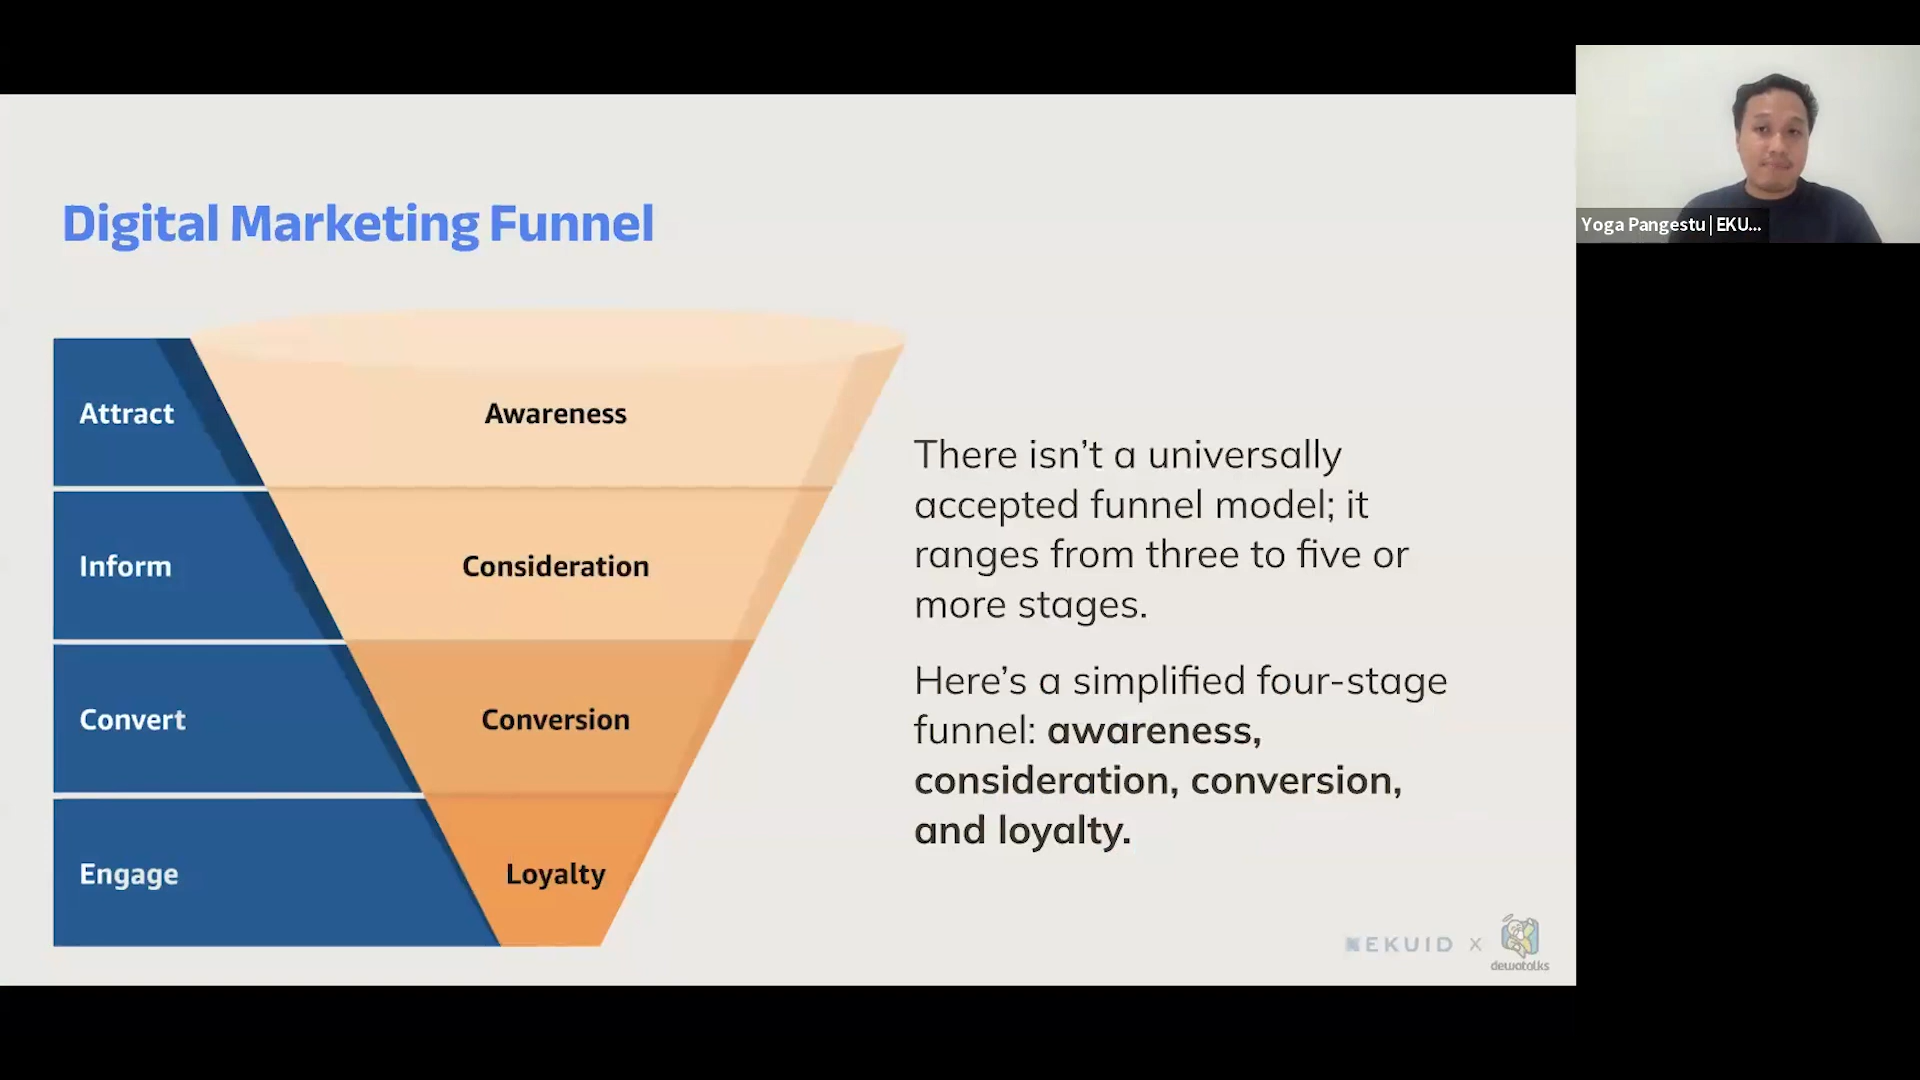 Digital Marketing Funnel
Attract
Awareness
Inform
Consideration
Convert
Conversion
Engage
Loyalty
There isn’t a universally
accepted funnel model; it
ranges from three to five or
more stages.
Here’s a simplified four-stage
funnel: awareness,
consideration, conversion,
and loyalty.
EKUID X
dewatalks
Yoga Pangestu | EKU...